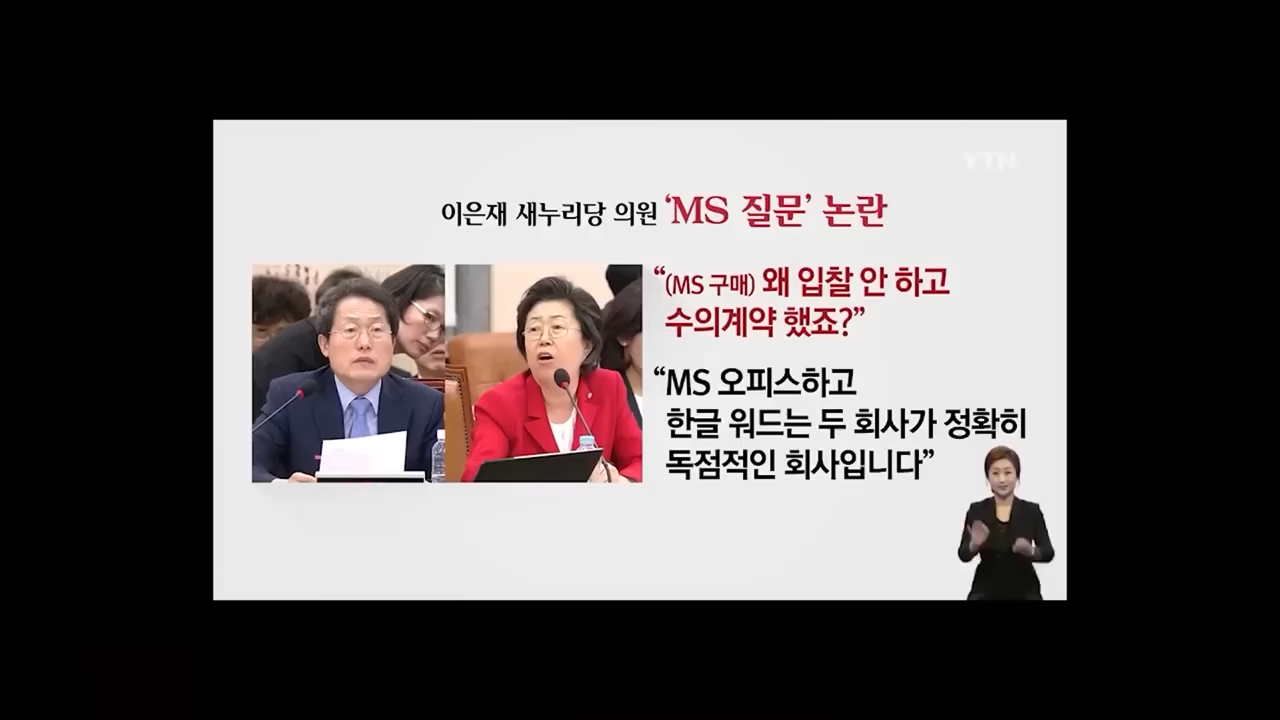 YTN
이은재 새누리당 의원 ‘MS 질문’ 논란
“(MS 구매) 왜 입찰 안 하고
수의계약 했죠?”
“MS 오피스하고
한글 워드는 두 회사가 정확히
독점적인 회사입니다”